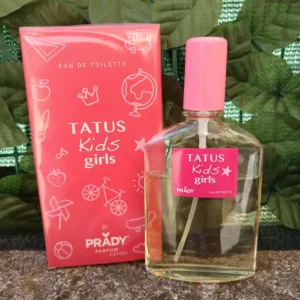 EAU DE TOILETTE
TATUS
Kids
girls
BY
PRADY
PARFUM
TATUS
Kids
girls
PRADY